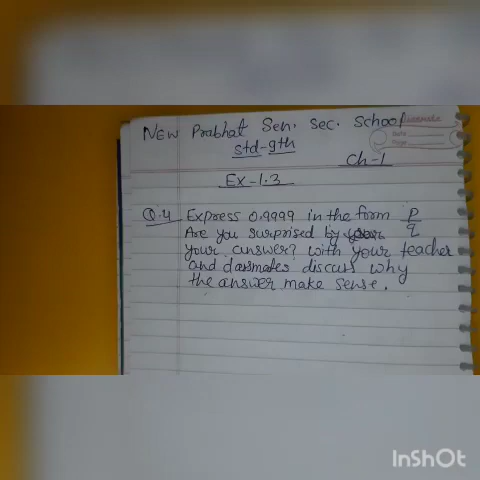 NEW Prabhat Sen. Sec. School
Std-9th
Ch-1
Ex-1.3
Q.4 Express 0.9999 in the form P/q
Are you surprised by
your answer? with your teacher
and classmates discuss why
the answer make sense.
InShOt